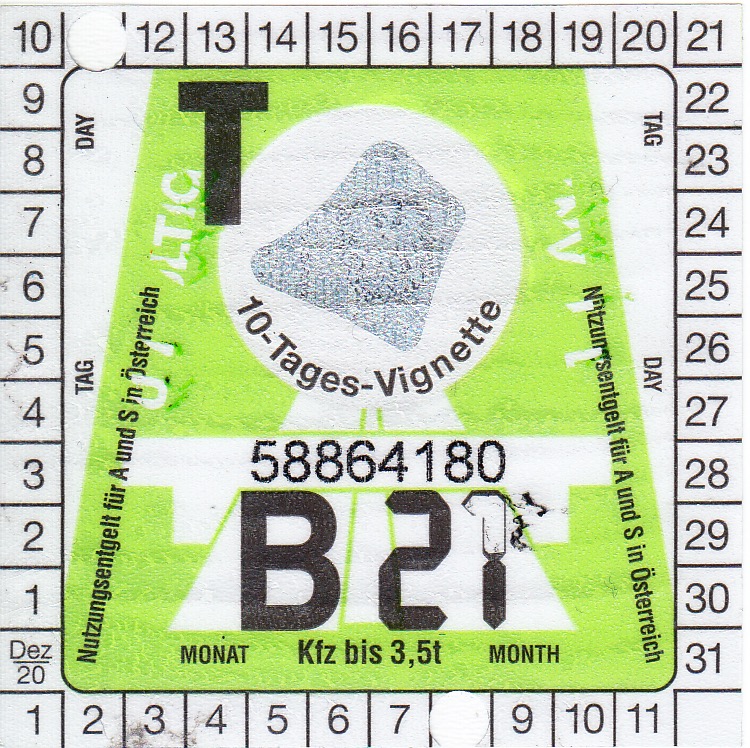 10 12 13 14 15 16 17 18 19 20 21
9 22
DAY T TAG
8 23
7 24
6 25
10-Tages-Vignette
5 26
TAG DAY
4 27
Nutzungsentgelt für A und S in Österreich
Nutzungsentgelt für A und S in Österreich
58864180
3 28
B 21
2 29
1 30
MONAT Kfz bis 3,5t MONTH
Dez
20 31
1 2 3 4 5 6 7 9 10 11